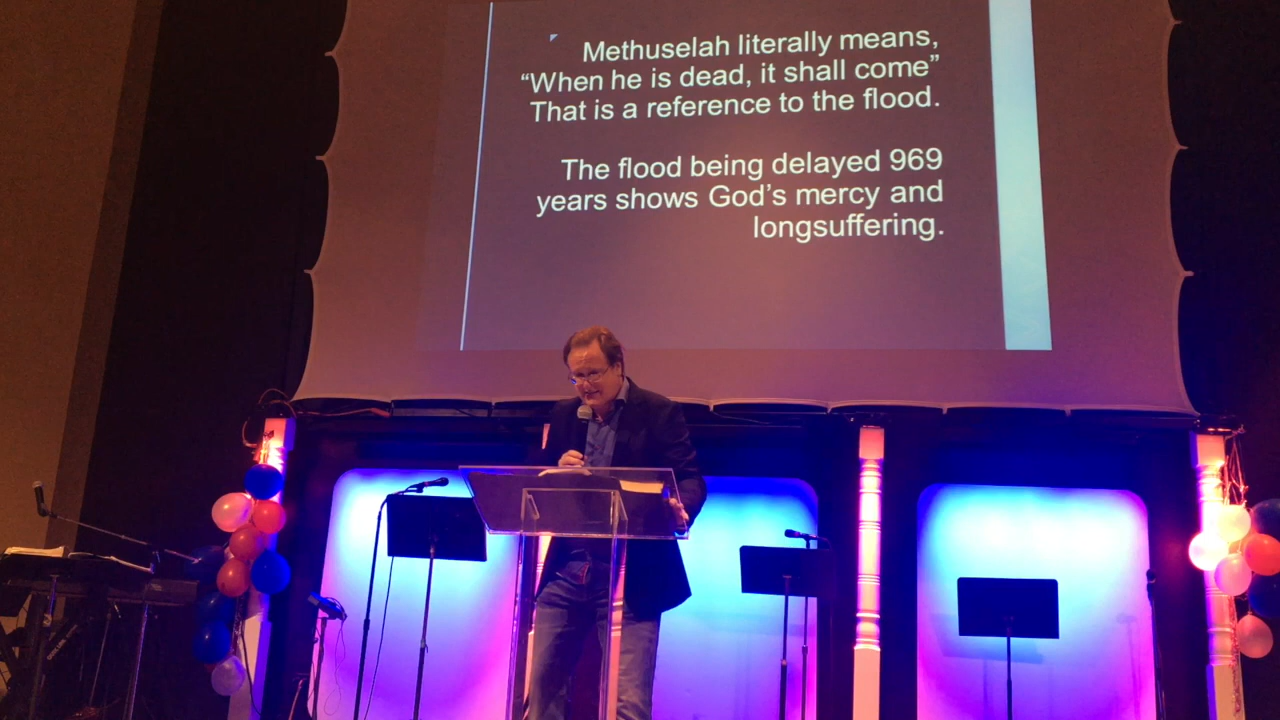 Methuselah literally means,
“When he is dead, it shall come”
That is a reference to the flood.
The flood being delayed 969
years shows God’s mercy and
longsuffering.